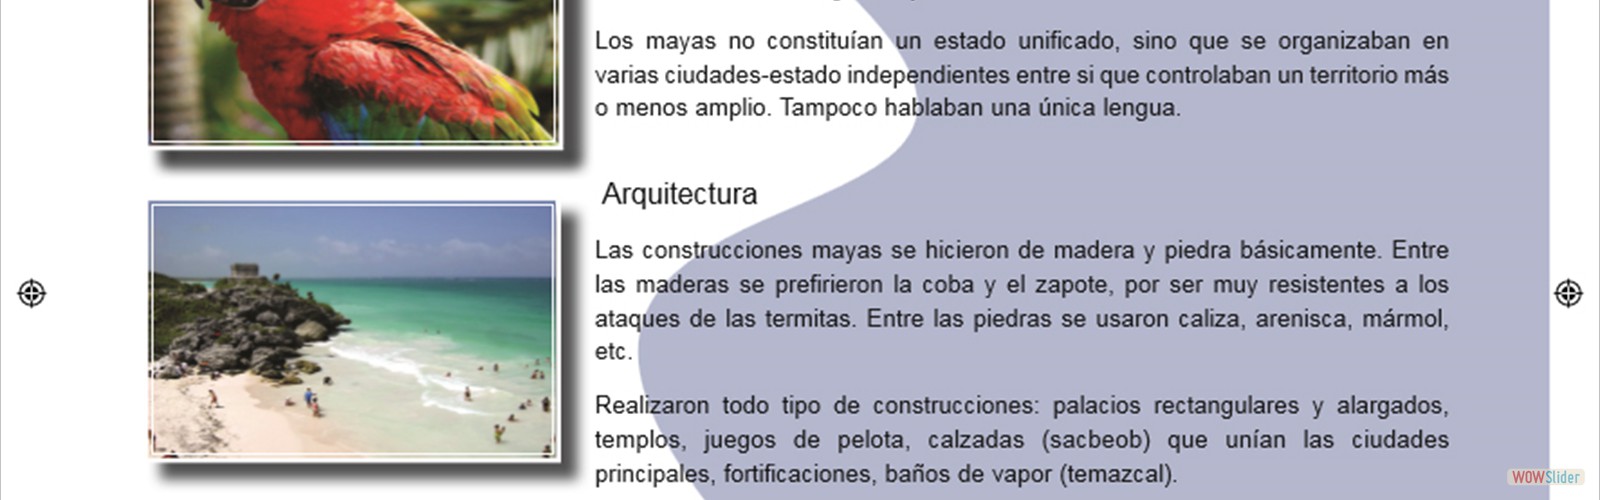 Los mayas no constituían un estado unificado, sino que se organizaban en
varias ciudades-estado independientes entre si que controlaban un territorio más
o menos amplio. Tampoco hablaban una única lengua.
Arquitectura
Las construcciones mayas se hicieron de madera y piedra básicamente. Entre
las maderas se prefirieron la coba y el zapote, por ser muy resistentes a los
ataques de las termitas. Entre las piedras se usaron caliza, arenisca, mármol,
etc.
Realizaron todo tipo de construcciones: palacios rectangulares y alargados,
templos, juegos de pelota, calzadas (sacbeob) que unían las ciudades
principales, fortificaciones, baños de vapor (temazcal).
WOWSlider